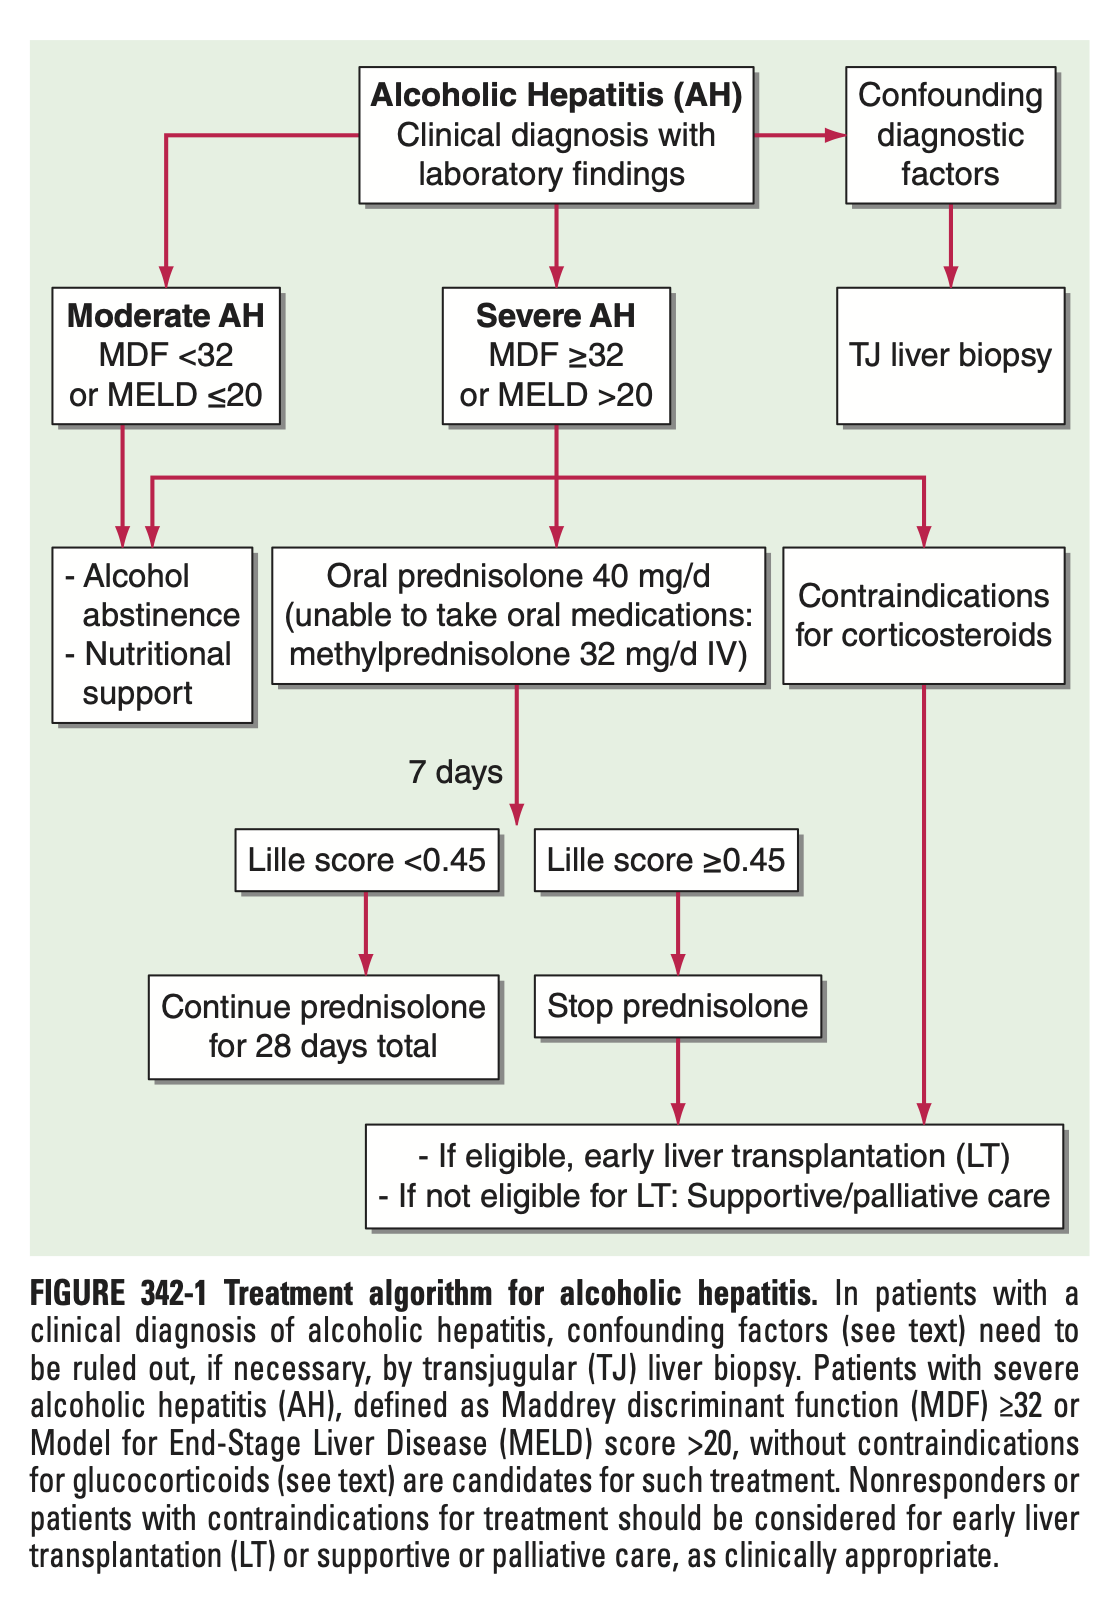 Alcoholic Hepatitis (AH)
Clinical diagnosis with
laboratory findings
Confounding
diagnostic
factors
Moderate AH
MDF <32
or MELD ≤20
Severe AH
MDF ≥32
or MELD >20
TJ liver biopsy
- Alcohol
abstinence
- Nutritional
support
Oral prednisolone 40 mg/d
(unable to take oral medications:
methylprednisolone 32 mg/d IV)
Contraindications
for corticosteroids
7 days
Lille score <0.45
Lille score ≥0.45
Continue prednisolone
for 28 days total
Stop prednisolone
- If eligible, early liver transplantation (LT)
- If not eligible for LT: Supportive/palliative care
FIGURE 342-1 Treatment algorithm for alcoholic hepatitis. In patients with a
clinical diagnosis of alcoholic hepatitis, confounding factors (see text) need to
be ruled out, if necessary, by transjugular (TJ) liver biopsy. Patients with severe
alcoholic hepatitis (AH), defined as Maddrey discriminant function (MDF) ≥32 or
Model for End-Stage Liver Disease (MELD) score >20, without contraindications
for glucocorticoids (see text) are candidates for such treatment. Nonresponders or
patients with contraindications for treatment should be considered for early liver
transplantation (LT) or supportive or palliative care, as clinically appropriate.